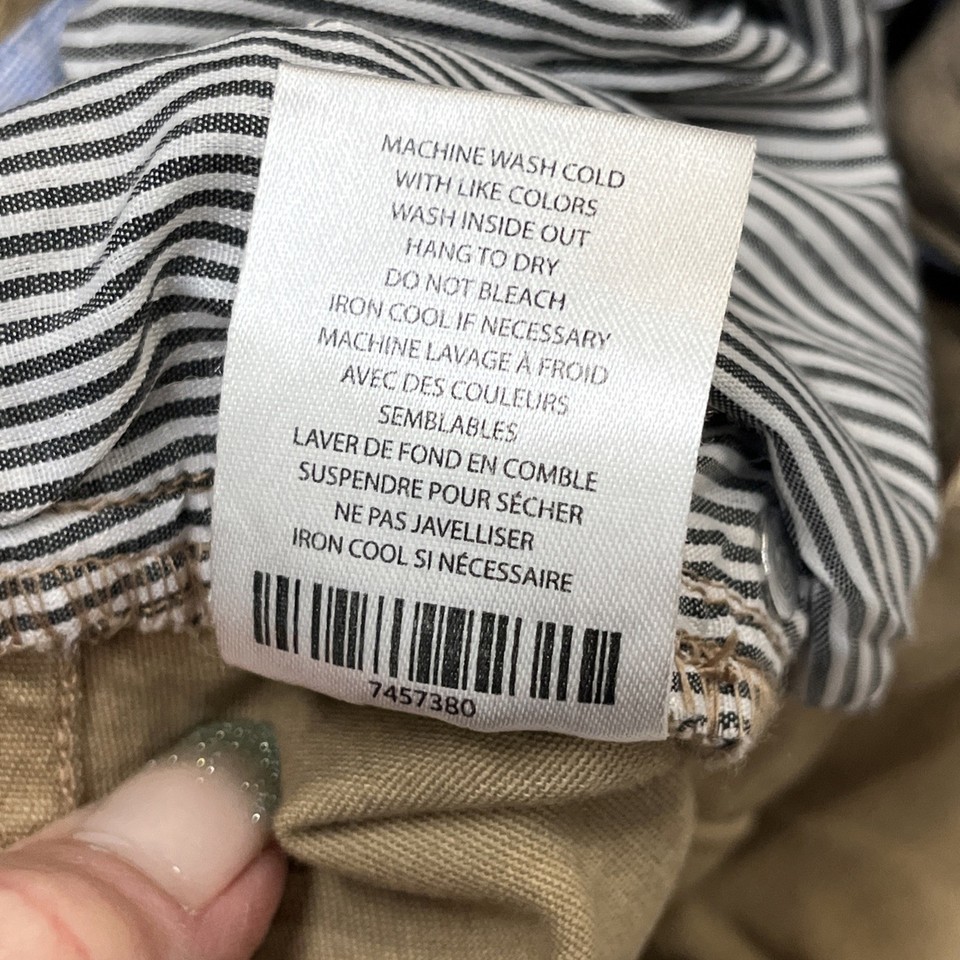 MACHINE WASH COLD
WITH LIKE COLORS
WASH INSIDE OUT
HANG TO DRY
DO NOT BLEACH
IRON COOL IF NECESSARY
MACHINE LAVAGE À FROID
AVEC DES COULEURS
SEMBLABLES
LAVER DE FOND EN COMBLE
SUSPENDRE POUR SÉCHER
NE PAS JAVELLISER
IRON COOL SI NÉCESSAIRE
7457380